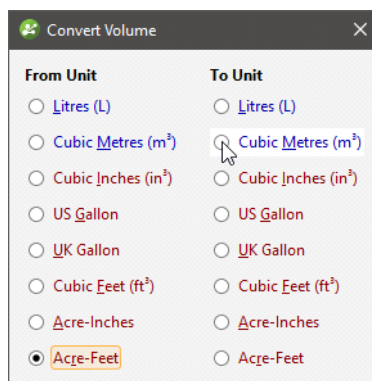 Convert Volume
From Unit To Unit
Litres (L) Litres (L)
Cubic Metres (m³) Cubic Metres (m³)
Cubic Inches (in³) Cubic Inches (in³)
US Gallon US Gallon
UK Gallon UK Gallon
Cubic Feet (ft³) Cubic Feet (ft³)
Acre-Inches Acre-Inches
Acre-Feet Acre-Feet